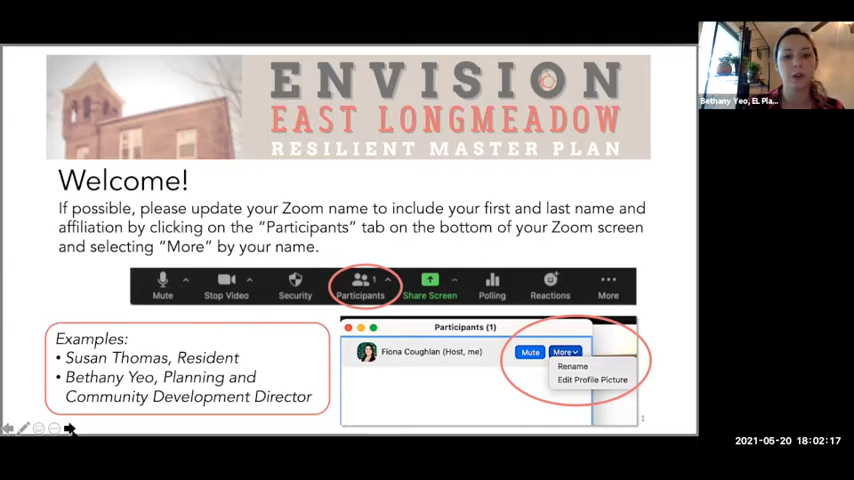 ENVISION
EAST LONGMEADOW
RESILIENT MASTER PLAN
Bethany Yeo, EL Pla...
Welcome!
If possible, please update your Zoom name to include your first and last name and
affiliation by clicking on the “Participants” tab on the bottom of your Zoom screen
and selecting “More” by your name.
1
Mute Stop Video Security Participants Share Screen Polling Reactions More
Participants (1)
Fiona Coughlan (Host, me) Mute More
Rename
Edit Profile Picture
Examples:
• Susan Thomas, Resident
• Bethany Yeo, Planning and
Community Development Director
1
2021-05-20 18:02:17